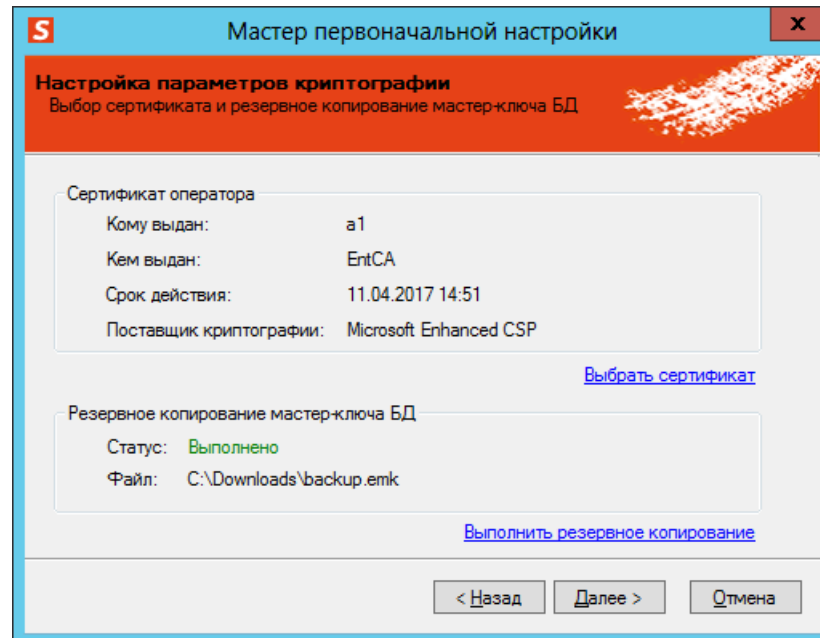 S
Мастер первоначальной настройки
x
Настройка параметров криптографии
Выбор сертификата и резервное копирование мастер-ключа БД
Сертификат оператора
Кому выдан: a1
Кем выдан: EntCA
Срок действия: 11.04.2017 14:51
Поставщик криптографии: Microsoft Enhanced CSP
Выбрать сертификат
Резервное копирование мастер-ключа БД
Статус: Выполнено
Файл: C:\Downloads\backup.emk
Выполнить резервное копирование
< Назад Далее > Отмена